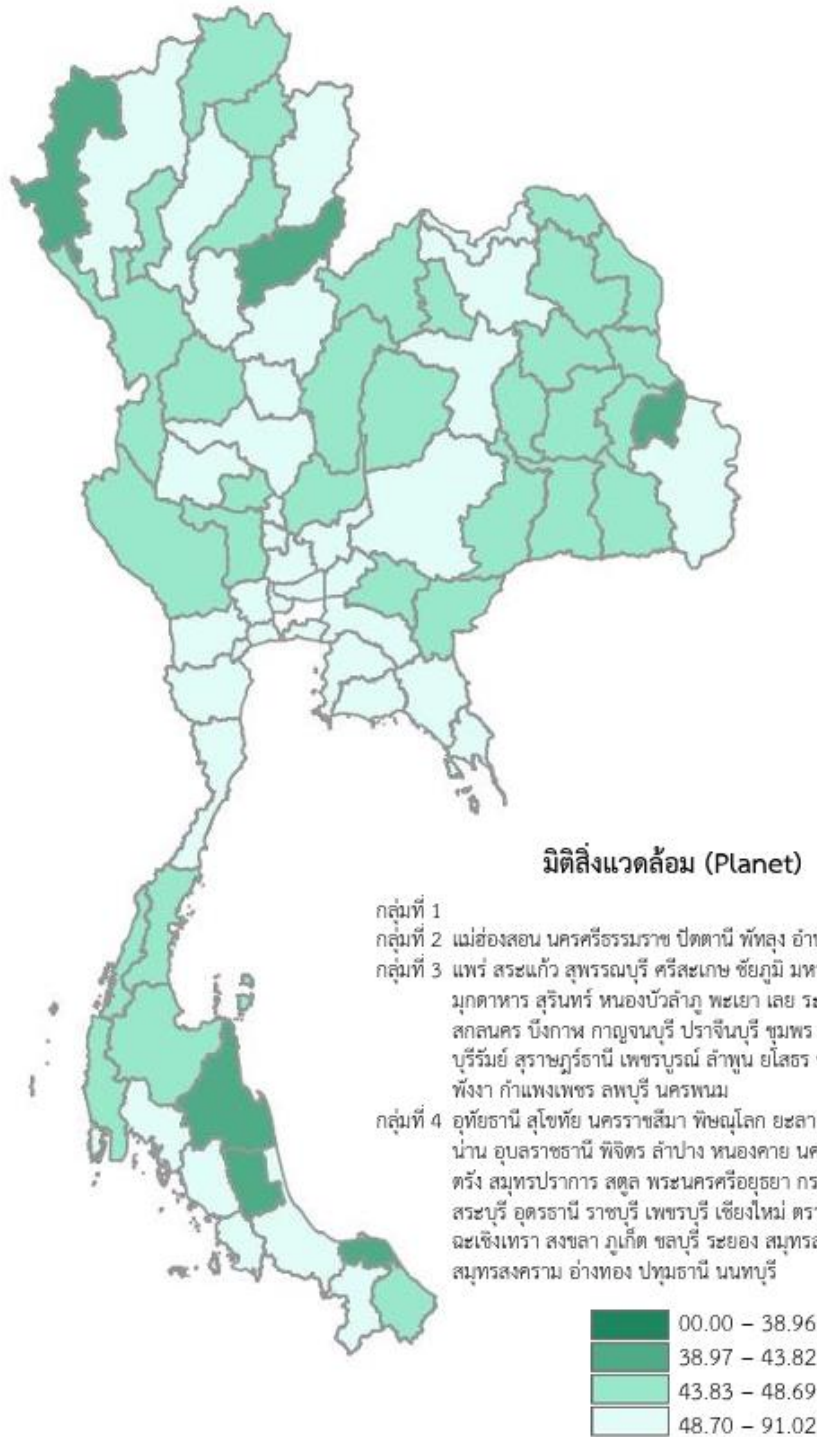 มิติสิ่งแวดล้อม (Planet)
กลุ่มที่ 1
กลุ่มที่ 2 แม่ฮ่องสอน นครศรีธรรมราช ปัตตานี พัทลุง
กลุ่มที่ 3 แพร่ สระแก้ว สุพรรณบุรี ศรีสะเกษ ชัยภูมิ
มุกดาหาร สุรินทร์ หนองบัวลำภู พะเยา เลย
สกลนคร บึงกาฬ กาญจนบุรี ปราจีนบุรี ชุมพร
บุรีรัมย์ สุราษฎร์ธานี เพชรบูรณ์ ลำพูน ยโสธร
พังงา กำแพงเพชร ลพบุรี นครพนม
กลุ่มที่ 4 อุทัยธานี สุโขทัย นครราชสีมา พิษณุโลก ยะลา
น่าน อุบลราชธานี พิจิตร ลำปาง หนองคาย
ตรัง สมุทรปราการ สตูล พระนครศรีอยุธยา
สระบุรี อุดรธานี ราชบุรี เพชรบุรี เชียงใหม่
ฉะเชิงเทรา สงขลา ภูเก็ต ชลบุรี ระยอง
สมุทรสงคราม อ่างทอง ปทุมธานี นนทบุรี
00.00 – 38.96
38.97 – 43.82
43.83 – 48.69
48.70 – 91.02